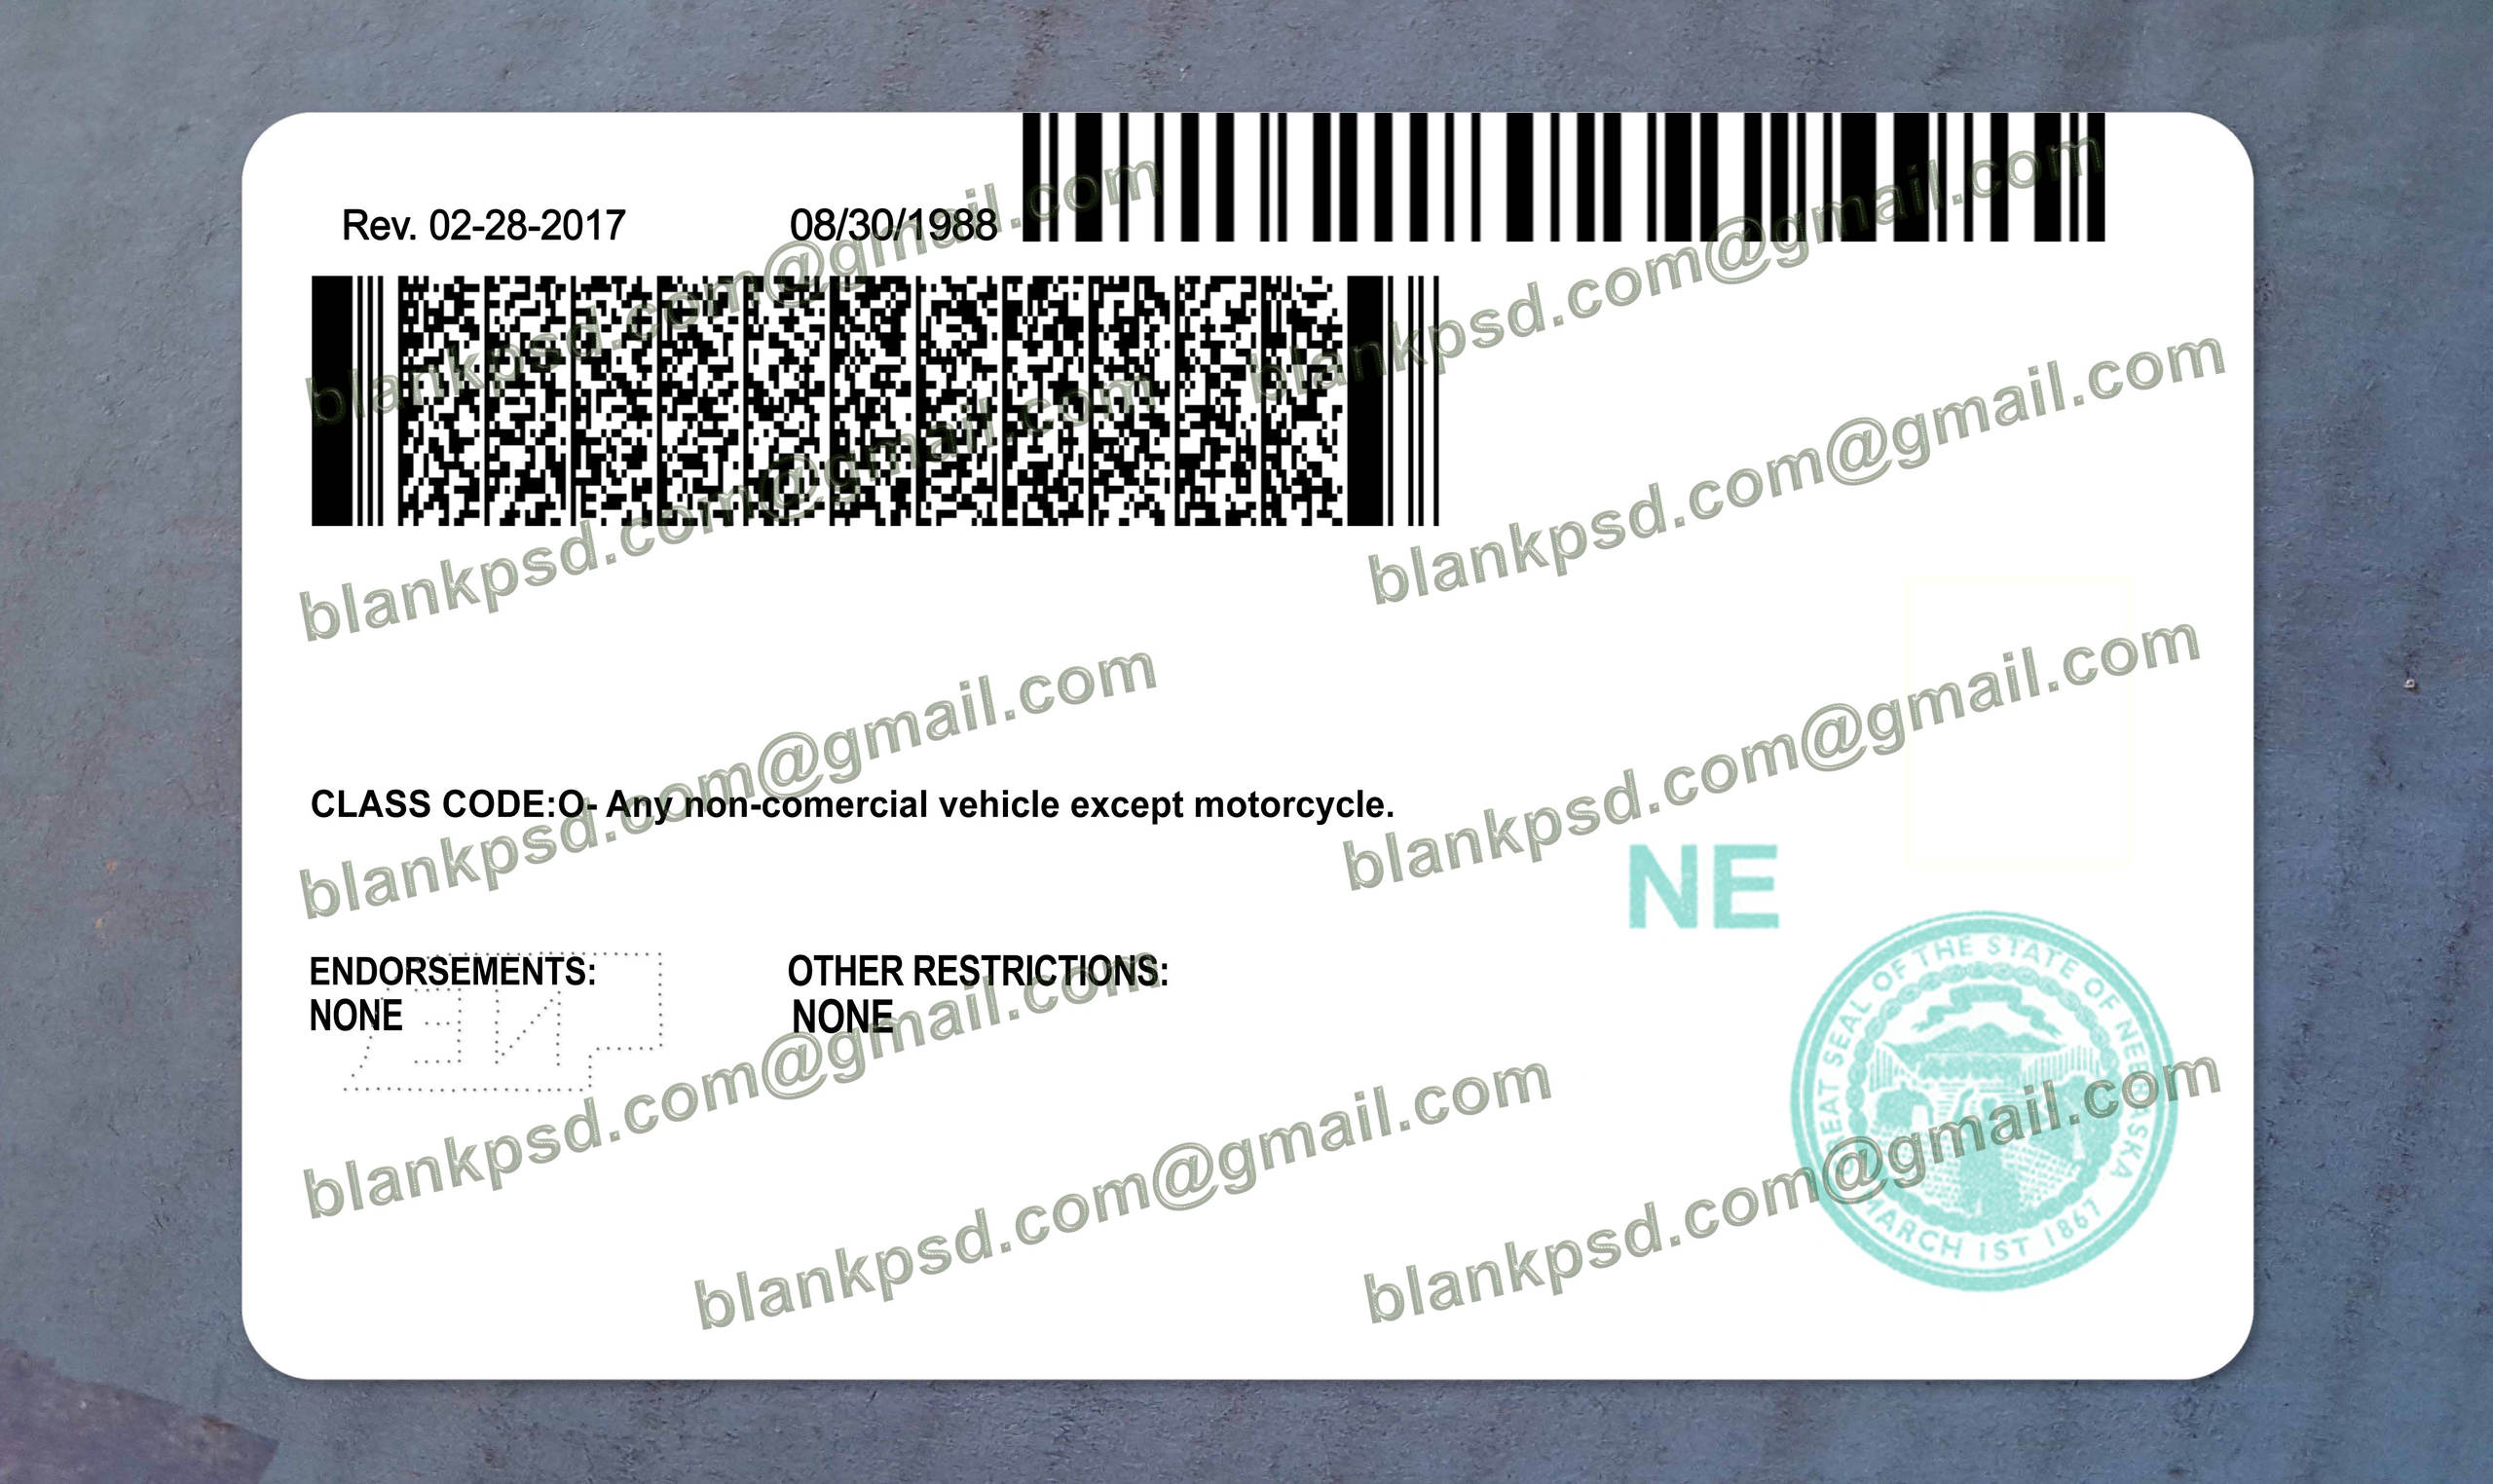 Rev. 02-28-2017 08/30/1988
blankpsd.com@gmail.com
blankpsd.com@gmail.com
blankpsd.com@gmail.com
blankpsd.com@gmail.com
CLASS CODE:O- Any non-comercial vehicle except motorcycle.
blankpsd.com@gmail.com
blankpsd.com@gmail.com
NE
ENDORSEMENTS: OTHER RESTRICTIONS:
NONE NONE
NE
GREAT SEAL OF THE STATE OF NEBRASKA
MARCH 1ST 1867
blankpsd.com@gmail.com
blankpsd.com@gmail.com
blankpsd.com@gmail.com